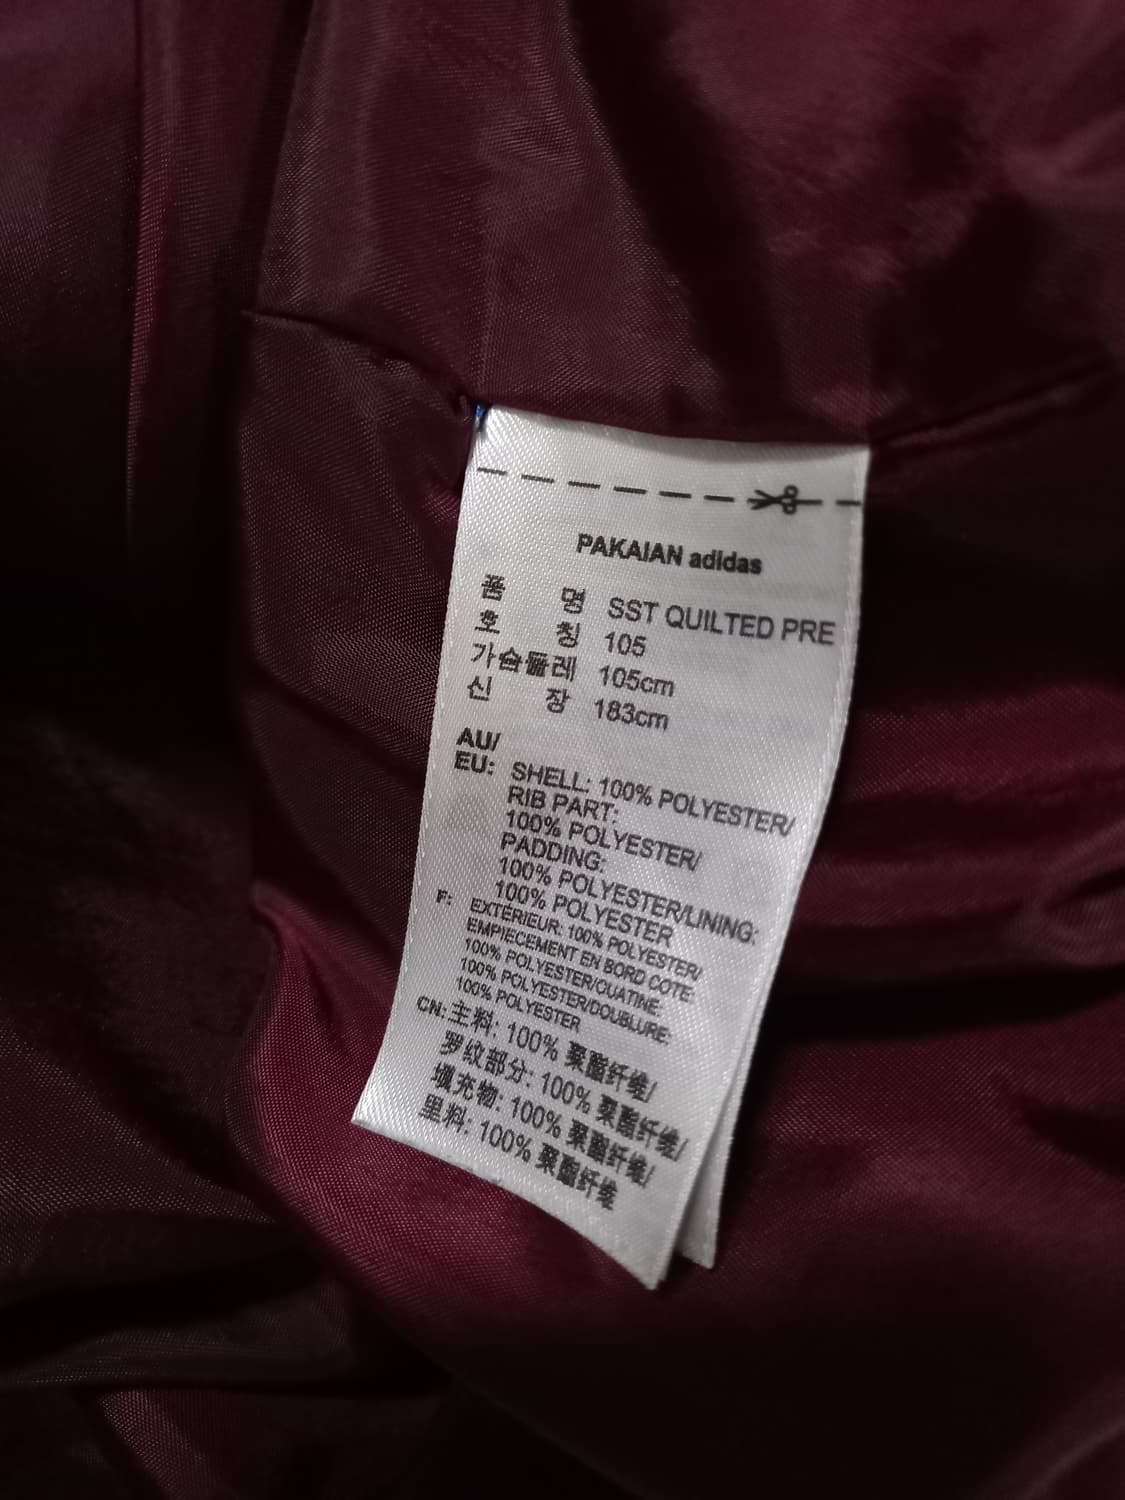 PAKAIAN adidas
품 명 SST QUILTED PRE
호 칭 105
가슴둘레 105cm
신 장 183cm
AU/
EU: SHELL: 100% POLYESTER/
RIB PART:
100% POLYESTER/
PADDING:
100% POLYESTER/LINING:
100% POLYESTER
F: EXTERIEUR: 100% POLYESTER/
EMPIECEMENT EN BORD COTE:
100% POLYESTER/OUATINE:
100% POLYESTER/DOUBLURE:
100% POLYESTER
CN: 主料: 100% 聚酯纤维/
罗纹部分: 100% 聚酯纤维/
填充物: 100% 聚酯纤维/
里料: 100% 聚酯纤维